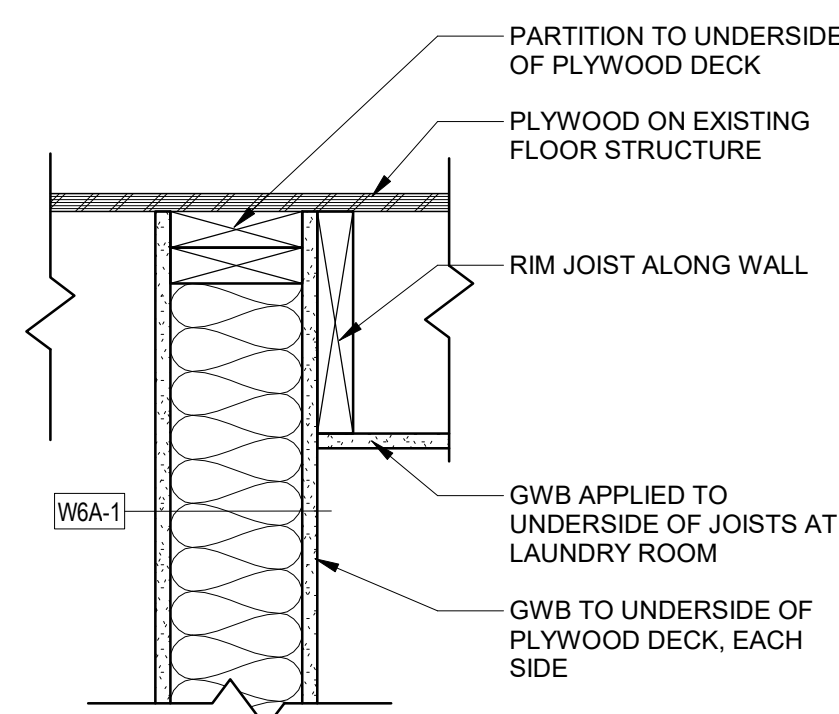 PARTITION TO UNDERSIDE
OF PLYWOOD DECK
PLYWOOD ON EXISTING
FLOOR STRUCTURE
RIM JOIST ALONG WALL
GWB APPLIED TO
UNDERSIDE OF JOISTS AT
LAUNDRY ROOM
W6A-1
GWB TO UNDERSIDE OF
PLYWOOD DECK, EACH
SIDE